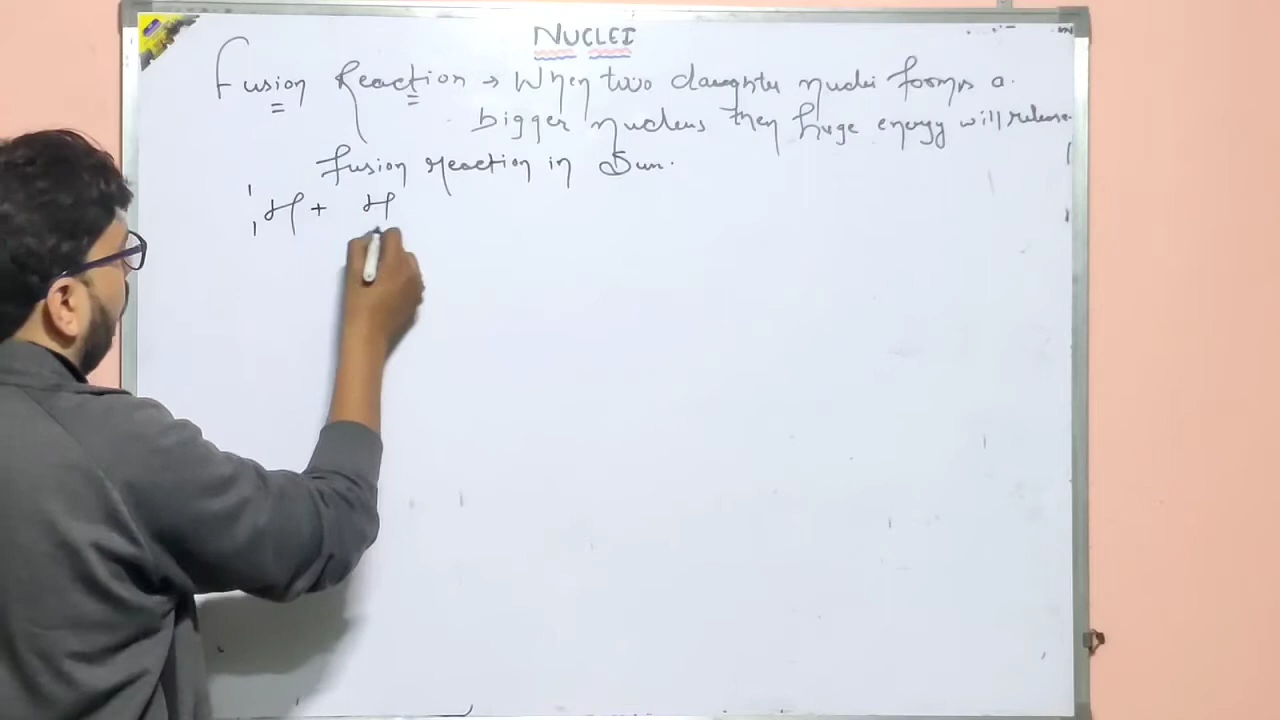 NUCLEI
Fusion Reaction → When two daughter nuclei forms a
bigger nucleus then huge energy will release.
fusion reaction in Sun.
¹₁H + H